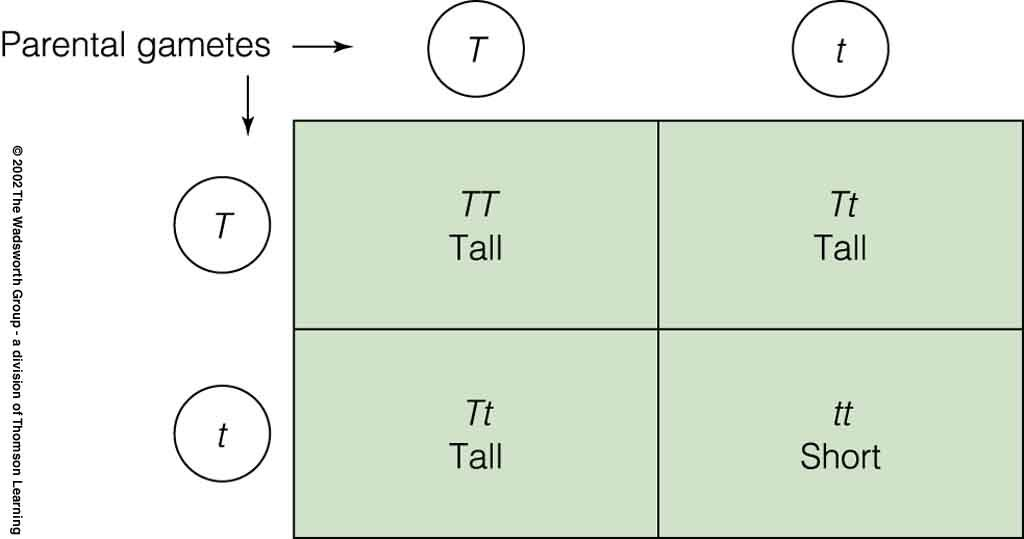 Parental gametes
T
t
T
TT
Tall
Tt
Tall
t
Tt
Tall
tt
Short
© 2002 The Wadsworth Group - a division of Thomson Learning